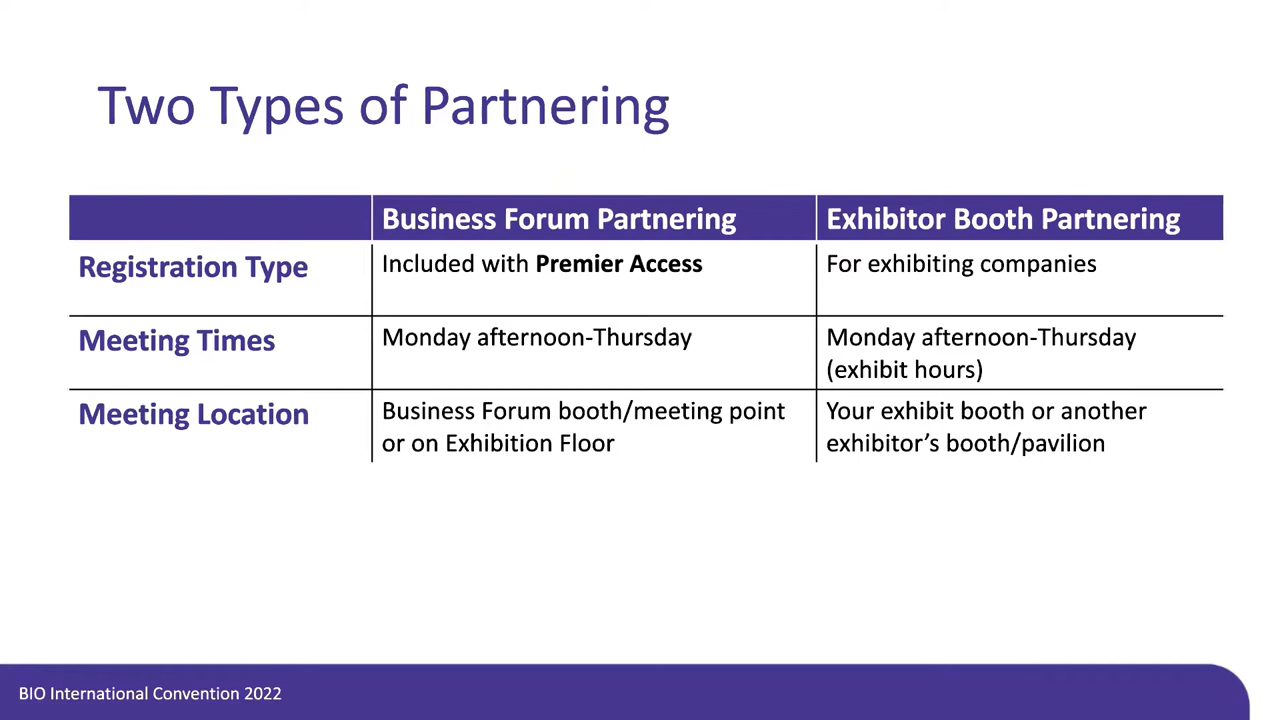 Two Types of Partnering
Business Forum Partnering
Exhibitor Booth Partnering
Registration Type
Included with Premier Access
For exhibiting companies
Meeting Times
Monday afternoon-Thursday
Monday afternoon-Thursday
(exhibit hours)
Meeting Location
Business Forum booth/meeting point
or on Exhibition Floor
Your exhibit booth or another
exhibitor’s booth/pavilion
BIO International Convention 2022